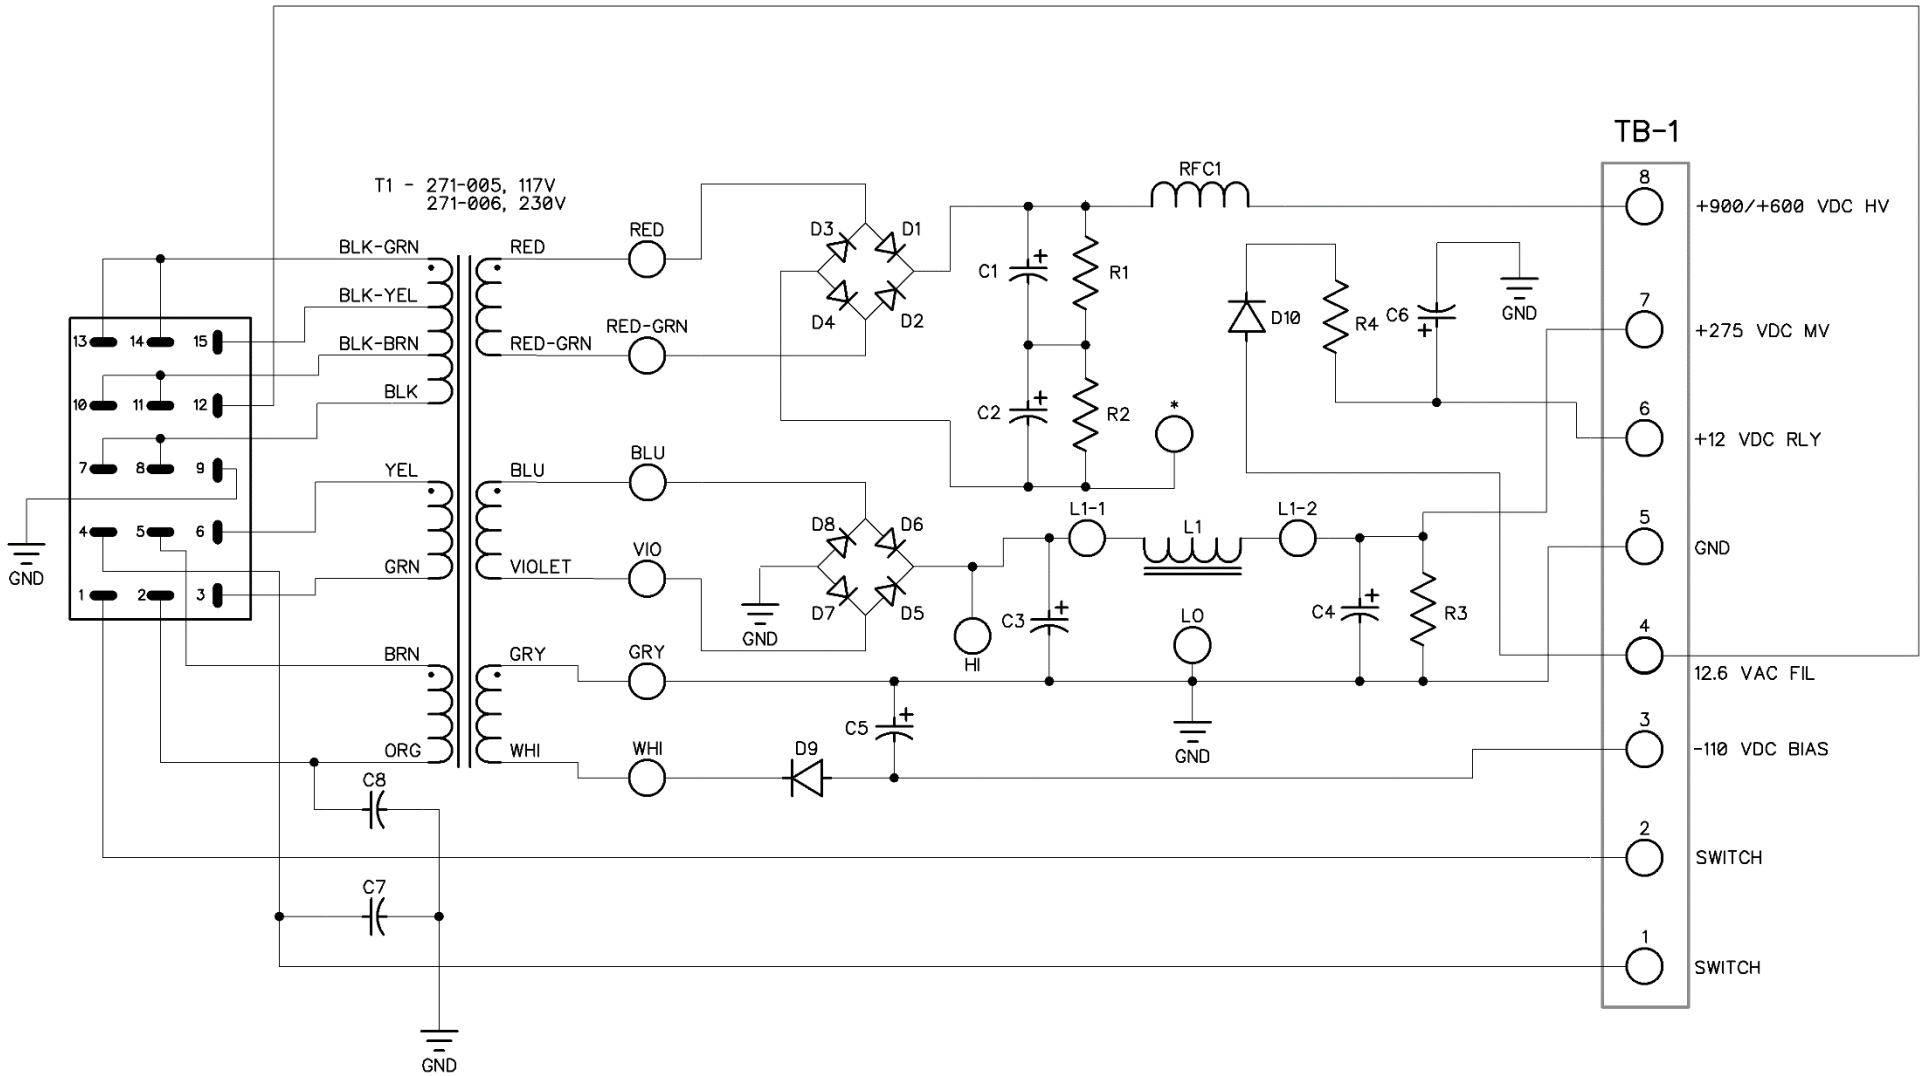 TB-1
T1 - 271-005, 117V
271-006, 230V
RFC1
8
+900/+600 VDC HV
RED
BLK-GRN
RED
D3
D1
C1
+
R1
BLK-YEL
7
+275 VDC MV
D10
R4
C6
+
GND
D4
D2
RED-GRN
13
14
15
BLK-BRN
RED-GRN
10
11
12
BLK
C2
+
R2
*
6
+12 VDC RLY
7
8
9
YEL
BLU
BLU
L1-1
L1
L1-2
5
GND
4
5
6
D8
D6
GND
GRN
VIOLET
VIO
1
2
3
D7
D5
GND
C3
+
LO
C4
+
R3
4
12.6 VAC FIL
BRN
GRY
GRY
HI
C5
+
GND
3
-110 VDC BIAS
ORG
WHI
WHI
D9
C8
2
SWITCH
C7
1
SWITCH
GND